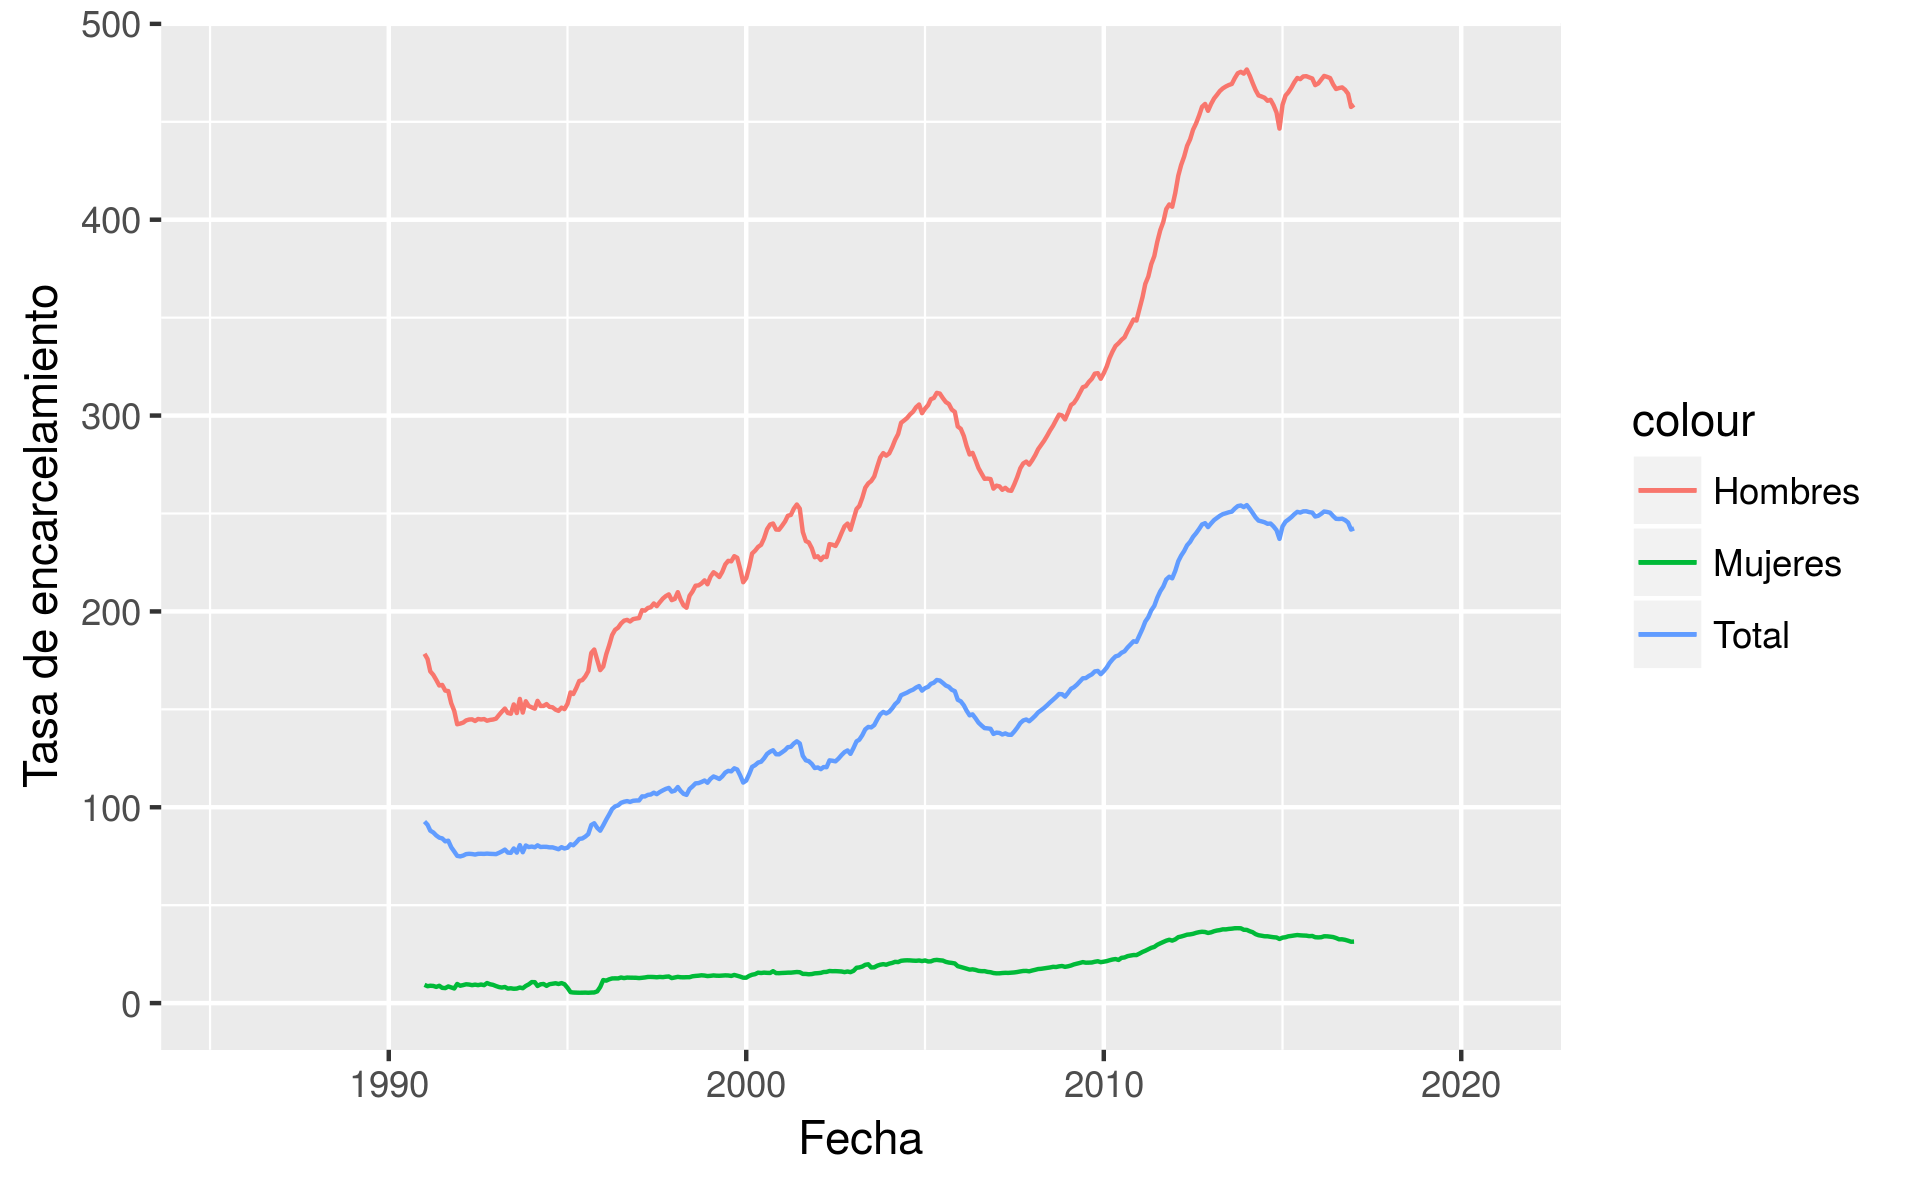 500
400
300
200
100
0
Tasa de encarcelamiento
1990 2000 2010 2020
Fecha
colour
Hombres
Mujeres
Total